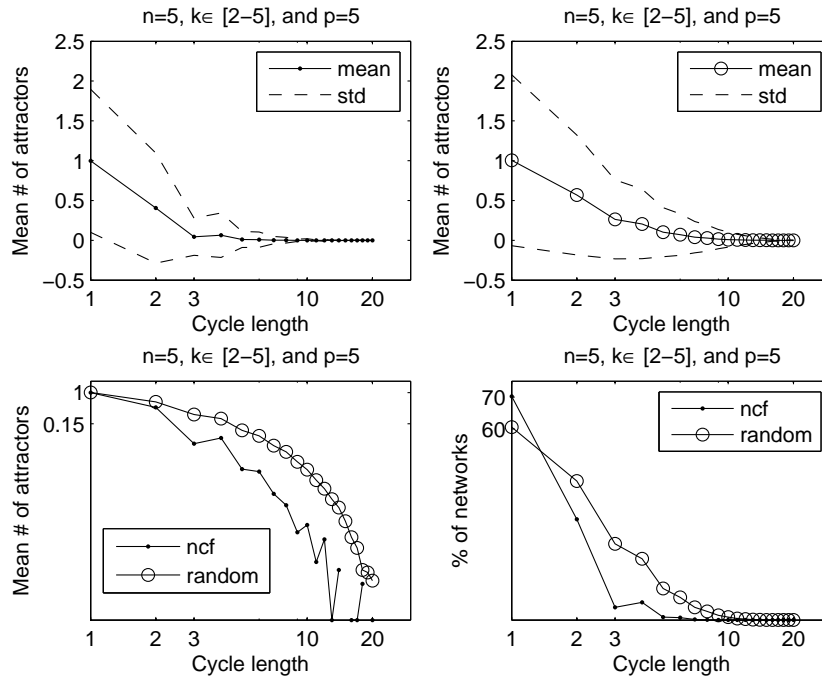 n=5, k∈ [2−5], and p=5
2.5
2
1.5
1
0.5
0
−0.5
Mean # of attractors
mean
std
1
2
3
10
20
Cycle length
n=5, k∈ [2−5], and p=5
2.5
2
1.5
1
0.5
0
−0.5
Mean # of attractors
mean
std
1
2
3
10
20
Cycle length
n=5, k∈ [2−5], and p=5
1
0.15
Mean # of attractors
ncf
random
1
2
3
10
20
Cycle length
n=5, k∈ [2−5], and p=5
70
60
% of networks
ncf
random
1
2
3
10
20
Cycle length